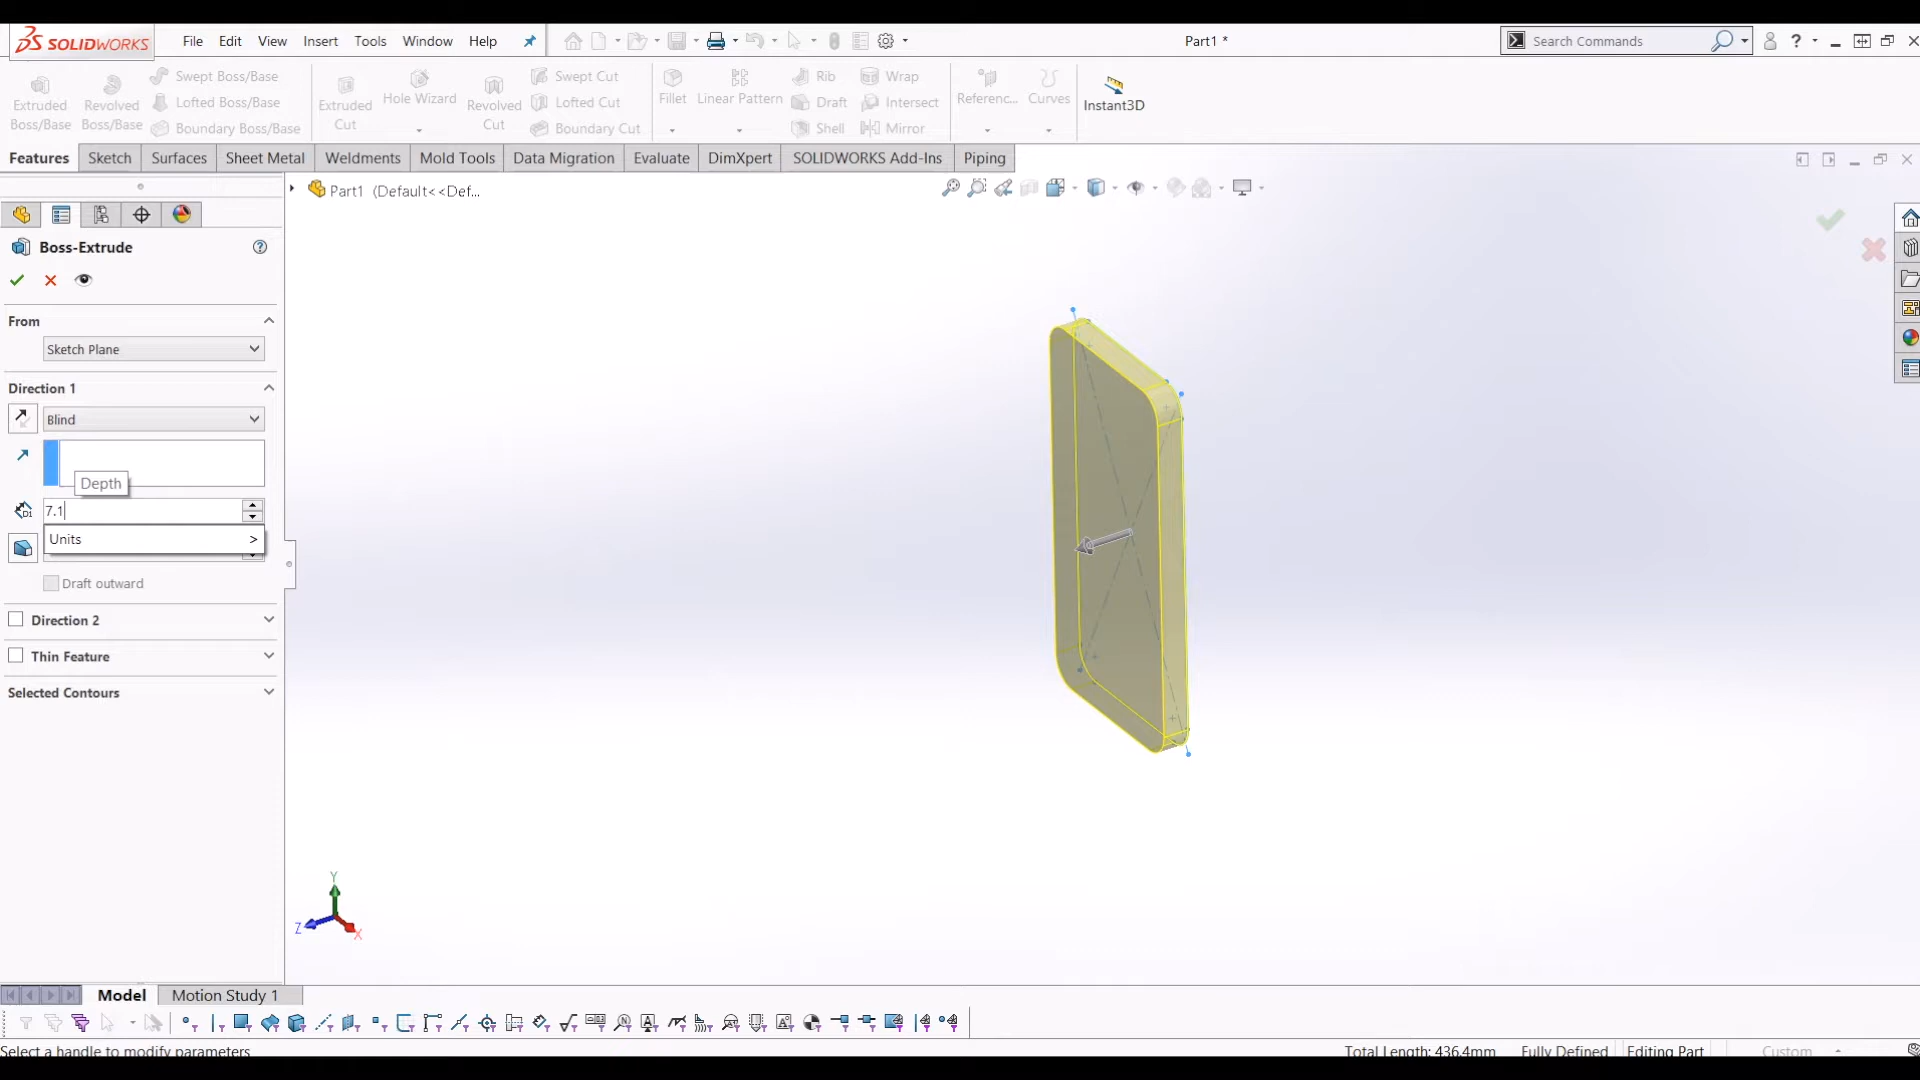 SOLIDWORKS File Edit View Insert Tools Window Help Part1 * Search Commands
Extruded Boss/Base Revolved Boss/Base Swept Boss/Base Lofted Boss/Base Boundary Boss/Base Extruded Cut Hole Wizard Revolved Cut Swept Cut Lofted Cut Boundary Cut Fillet Linear Pattern Rib Draft Shell Wrap Intersect Mirror Referenc... Curves Instant3D
Features Sketch Surfaces Sheet Metal Weldments Mold Tools Data Migration Evaluate DimXpert SOLIDWORKS Add-Ins Piping
Part1 (Default<<Def...
Boss-Extrude
From
Sketch Plane
Direction 1
Blind
Depth
7.1
Units >
Draft outward
Direction 2
Thin Feature
Selected Contours
Y
Z
X
Model Motion Study 1
Select a handle to modify parameters Total Length: 436.4mm Fully Defined Editing Part Custom